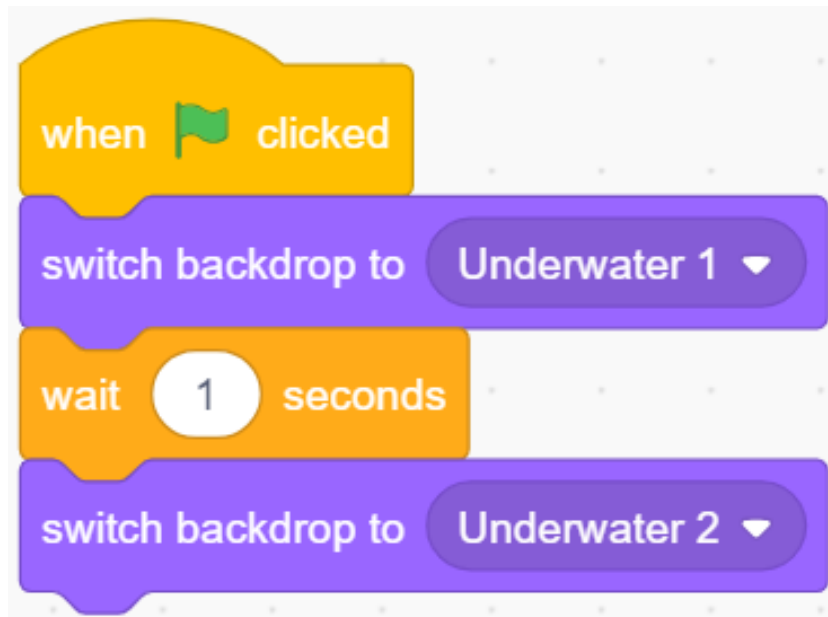 when clicked
switch backdrop to Underwater 1
wait 1 seconds
switch backdrop to Underwater 2